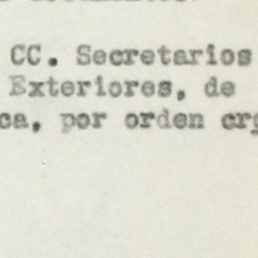 CC. Secretarios
Exteriores, de
ca, por orden